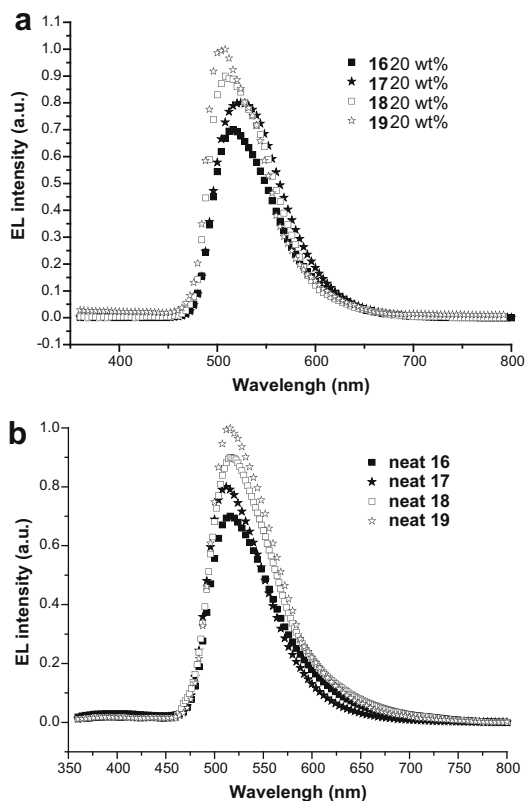 a
EL intensity (a.u.)
1.1
1.0
0.9
0.8
0.7
0.6
0.5
0.4
0.3
0.2
0.1
0.0
-0.1
16 20 wt%
17 20 wt%
18 20 wt%
19 20 wt%
400 500 600 700 800
Wavelengh (nm)
b
EL intensity (a.u.)
1.0
0.8
0.6
0.4
0.2
0.0
neat 16
neat 17
neat 18
neat 19
350 400 450 500 550 600 650 700 750 800
Wavelengh (nm)